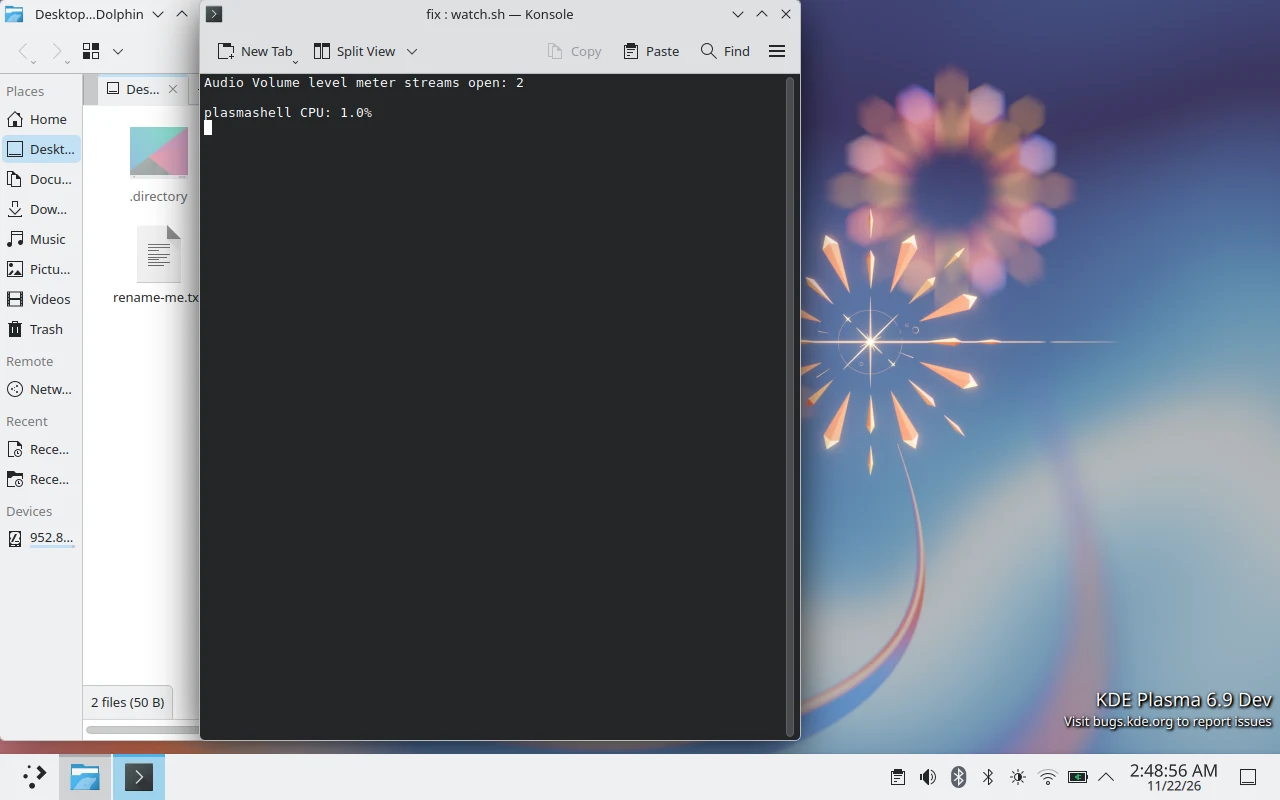 Desktop...Dolphin
fix : watch.sh — Konsole
New Tab
Split View
Copy
Paste
Find
Places
Home
Deskt...
Docu...
Dow...
Music
Pictu...
Videos
Trash
Remote
Netw...
Recent
Rece...
Rece...
Devices
952.8...
Des...
.directory
rename-me.tx
2 files (50 B)
Audio Volume level meter streams open: 2
plasmashell CPU: 1.0%
KDE Plasma 6.9 Dev
Visit bugs.kde.org to report issues
2:48:56 AM
11/22/26